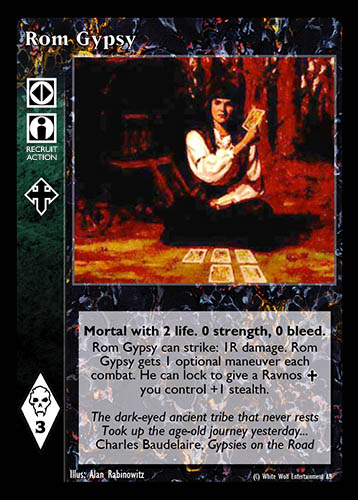 Rom Gypsy
RECRUIT
ACTION
Mortal with 2 life. 0 strength, 0 bleed.
Rom Gypsy can strike: 1R damage. Rom
Gypsy gets 1 optional maneuver each
combat. He can lock to give a Ravnos
you control +1 stealth.
The dark-eyed ancient tribe that never rests
Took up the age-old journey yesterday...
Charles Baudelaire, Gypsies on the Road
3
Illus: Alan Rabinowitz
(C) White Wolf Entertainment AB